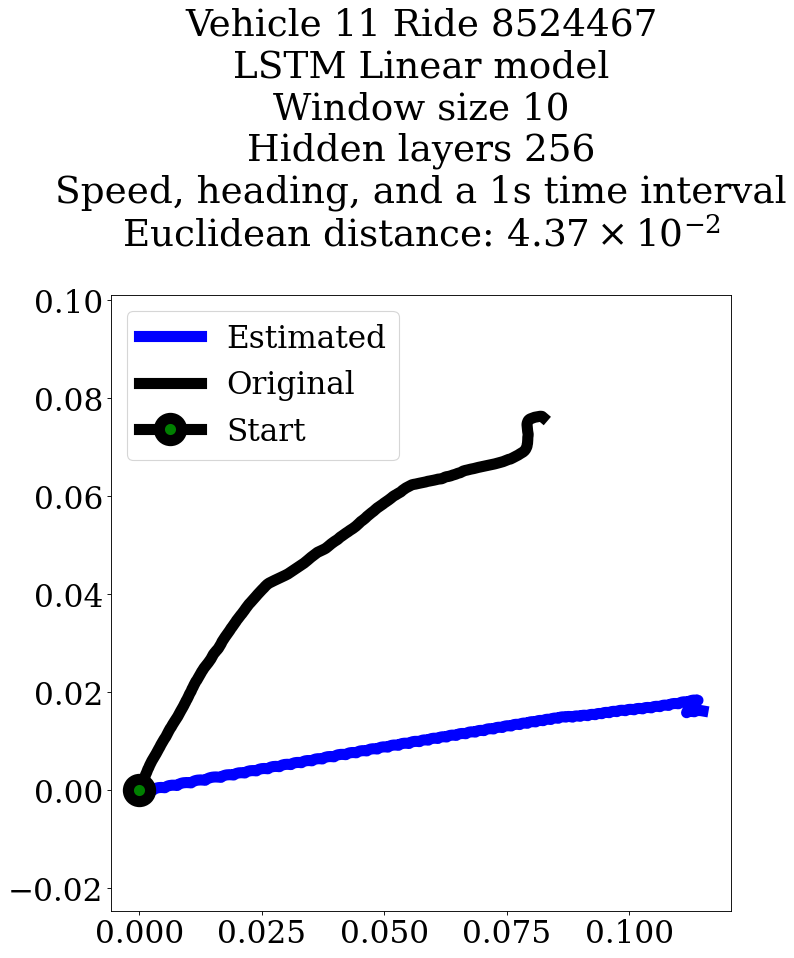 Vehicle 11 Ride 8524467
LSTM Linear model
Window size 10
Hidden layers 256
Speed, heading, and a 1s time interval
Euclidean distance: 4.37 × 10⁻²
0.10
Estimated
Original
Start
0.08
0.06
0.04
0.02
0.00
−0.02
0.000 0.025 0.050 0.075 0.100